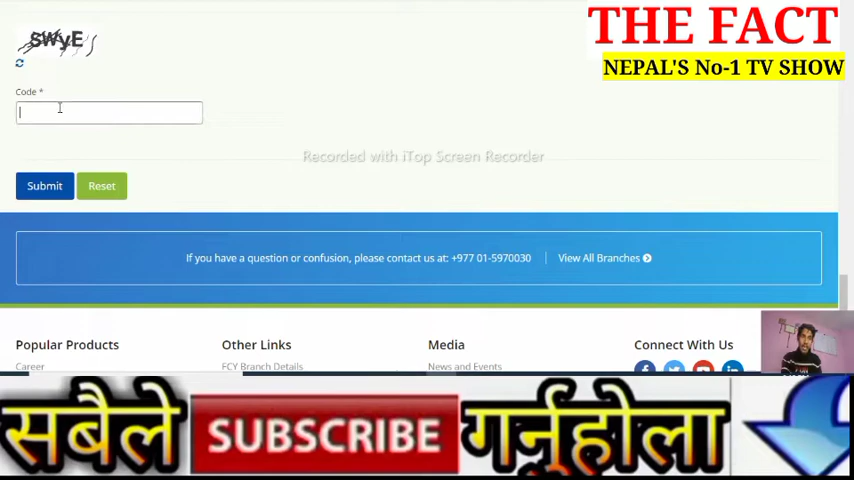 THE FACT
NEPAL'S No-1 TV SHOW
SWyE
Code *
Recorded with iTop Screen Recorder
Submit
Reset
If you have a question or confusion, please contact us at: +977 01-5970030
View All Branches
Popular Products
Other Links
Media
Connect With Us
Career
FCY Branch Details
News and Events
सबैले
SUBSCRIBE
गर्नुहोला